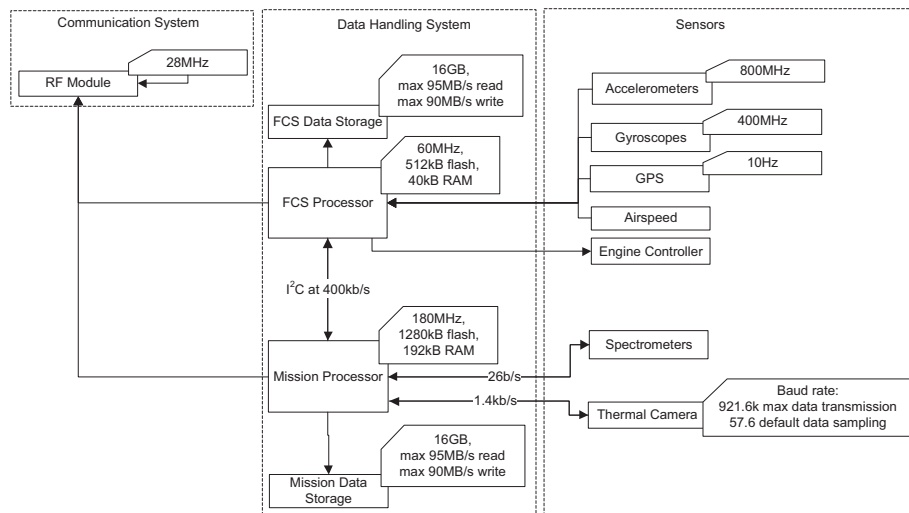 Communication System
28MHz
RF Module
Data Handling System
16GB,
max 95MB/s read
max 90MB/s write
FCS Data Storage
60MHz,
512kB flash,
40kB RAM
FCS Processor
I²C at 400kb/s
180MHz,
1280kB flash,
192kB RAM
Mission Processor
26b/s
1.4kb/s
16GB,
max 95MB/s read
max 90MB/s write
Mission Data
Storage
Sensors
800MHz
Accelerometers
400MHz
Gyroscopes
10Hz
GPS
Airspeed
Engine Controller
Spectrometers
Baud rate:
921.6k max data transmission
57.6 default data sampling
Thermal Camera